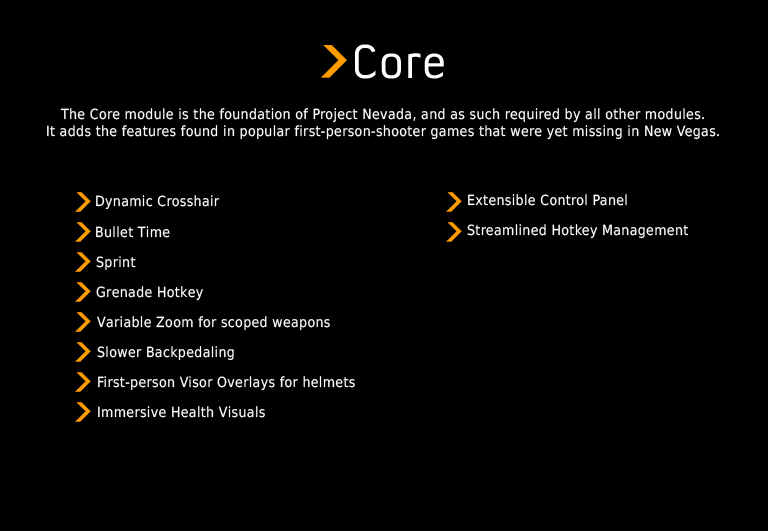 Core
The Core module is the foundation of Project Nevada, and as such required by all other modules.
It adds the features found in popular first-person-shooter games that were yet missing in New Vegas.
Dynamic Crosshair
Bullet Time
Sprint
Grenade Hotkey
Variable Zoom for scoped weapons
Slower Backpedaling
First-person Visor Overlays for helmets
Immersive Health Visuals
Extensible Control Panel
Streamlined Hotkey Management